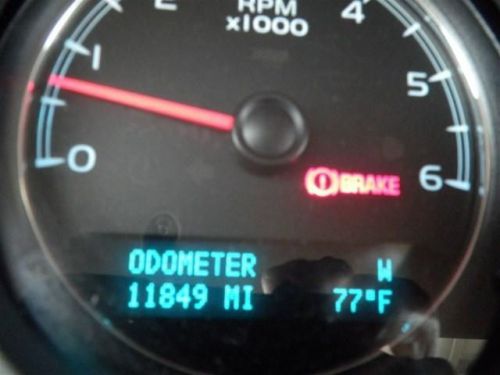 2
RPM
x1000
4
1
5
0
6
BRAKE
ODOMETER W
11849 MI 77°F